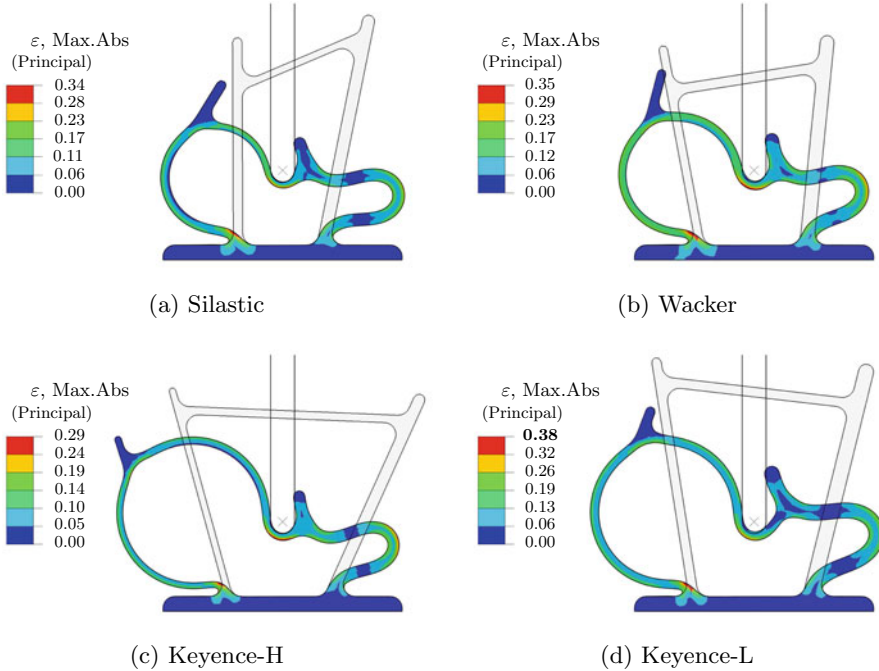 ε, Max.Abs
(Principal)
0.34
0.28
0.23
0.17
0.11
0.06
0.00
(a) Silastic
ε, Max.Abs
(Principal)
0.35
0.29
0.23
0.17
0.12
0.06
0.00
(b) Wacker
ε, Max.Abs
(Principal)
0.29
0.24
0.19
0.14
0.10
0.05
0.00
(c) Keyence-H
ε, Max.Abs
(Principal)
0.38
0.32
0.26
0.19
0.13
0.06
0.00
(d) Keyence-L